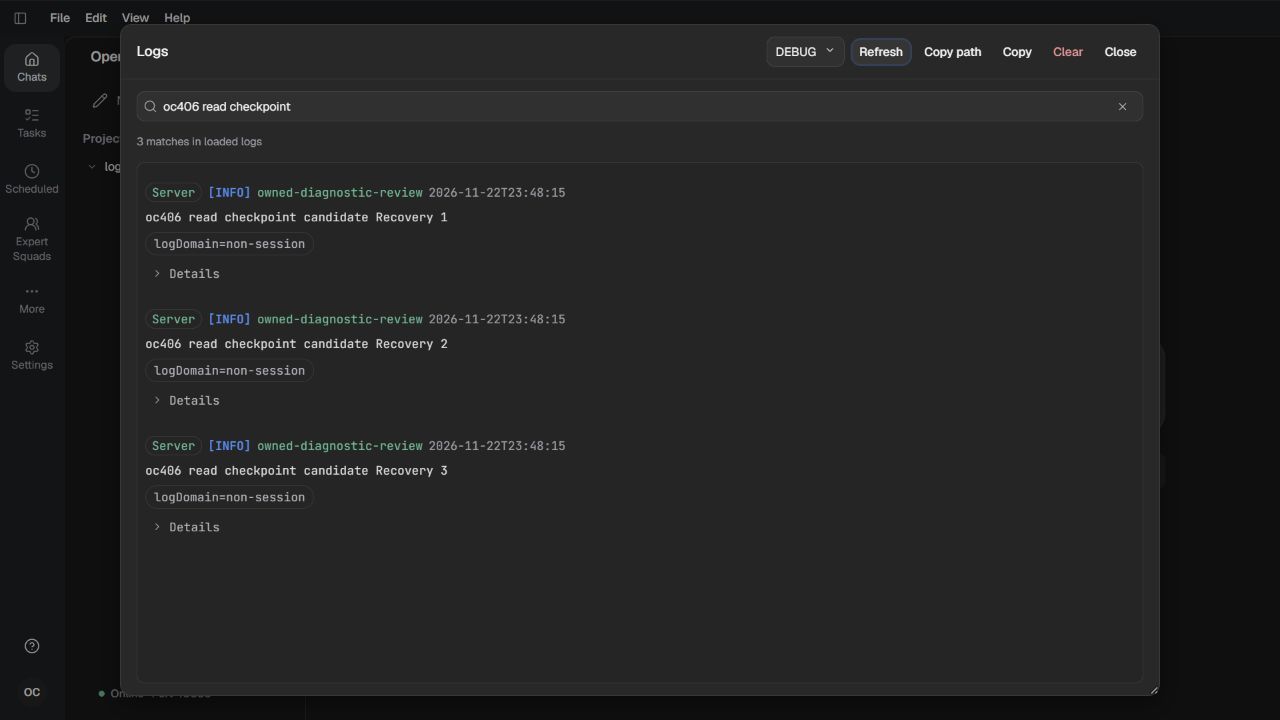 File Edit View Help
Logs
DEBUG Refresh Copy path Copy Clear Close
Chats
Tasks
Scheduled
Expert
Squads
More
Settings
OC
oc406 read checkpoint
3 matches in loaded logs
Server [INFO] owned-diagnostic-review 2026-11-22T23:48:15
oc406 read checkpoint candidate Recovery 1
logDomain=non-session
Details
Server [INFO] owned-diagnostic-review 2026-11-22T23:48:15
oc406 read checkpoint candidate Recovery 2
logDomain=non-session
Details
Server [INFO] owned-diagnostic-review 2026-11-22T23:48:15
oc406 read checkpoint candidate Recovery 3
logDomain=non-session
Details